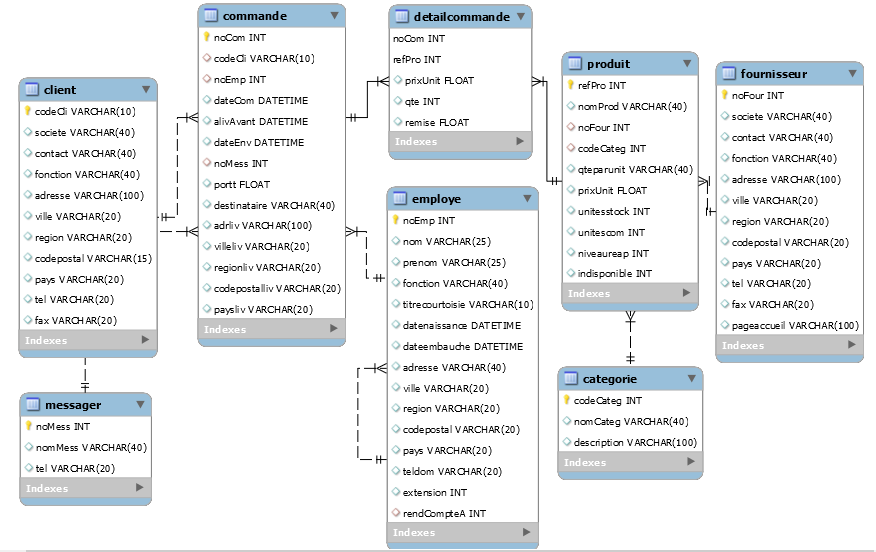 client
codeCli VARCHAR(10)
societe VARCHAR(40)
contact VARCHAR(40)
fonction VARCHAR(40)
adresse VARCHAR(100)
ville VARCHAR(20)
region VARCHAR(20)
codepostal VARCHAR(15)
pays VARCHAR(20)
tel VARCHAR(20)
fax VARCHAR(20)
Indexes
messager
noMess INT
nomMess VARCHAR(40)
tel VARCHAR(20)
Indexes
commande
noCom INT
codeCli VARCHAR(10)
noEmp INT
dateCom DATETIME
alivAvant DATETIME
dateEnv DATETIME
noMess INT
portt FLOAT
destinataire VARCHAR(40)
adrliv VARCHAR(100)
villeliv VARCHAR(20)
regionliv VARCHAR(20)
codepostalliv VARCHAR(20)
paysliv VARCHAR(20)
Indexes
detailcommande
noCom INT
refPro INT
prixUnit FLOAT
qte INT
remise FLOAT
Indexes
employe
noEmp INT
nom VARCHAR(25)
prenom VARCHAR(25)
fonction VARCHAR(40)
titrecourtoisie VARCHAR(10)
datenaissance DATETIME
dateembauche DATETIME
adresse VARCHAR(40)
ville VARCHAR(20)
region VARCHAR(20)
codepostal VARCHAR(20)
pays VARCHAR(20)
teldom VARCHAR(20)
extension INT
rendCompteA INT
Indexes
produit
refPro INT
nomProd VARCHAR(40)
noFour INT
codeCateg INT
qteparunit VARCHAR(40)
prixUnit FLOAT
unitesstock INT
unitescom INT
niveaureap INT
indisponible INT
Indexes
categorie
codeCateg INT
nomCateg VARCHAR(40)
description VARCHAR(100)
Indexes
fournisseur
noFour INT
societe VARCHAR(40)
contact VARCHAR(40)
fonction VARCHAR(40)
adresse VARCHAR(100)
ville VARCHAR(20)
region VARCHAR(20)
codepostal VARCHAR(20)
pays VARCHAR(20)
tel VARCHAR(20)
fax VARCHAR(20)
pageaccueil VARCHAR(100)
Indexes